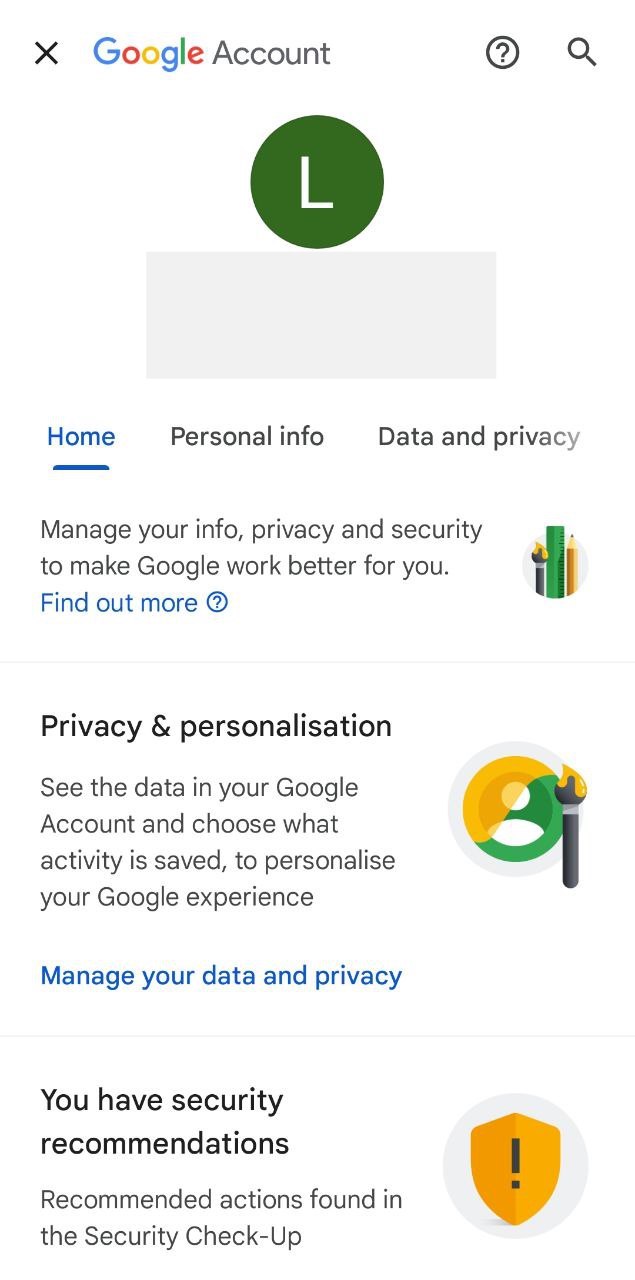 Google Account
L
Home Personal info Data and privacy
Manage your info, privacy and security
to make Google work better for you.
Find out more
Privacy & personalisation
See the data in your Google
Account and choose what
activity is saved, to personalise
your Google experience
Manage your data and privacy
You have security
recommendations
Recommended actions found in
the Security Check-Up